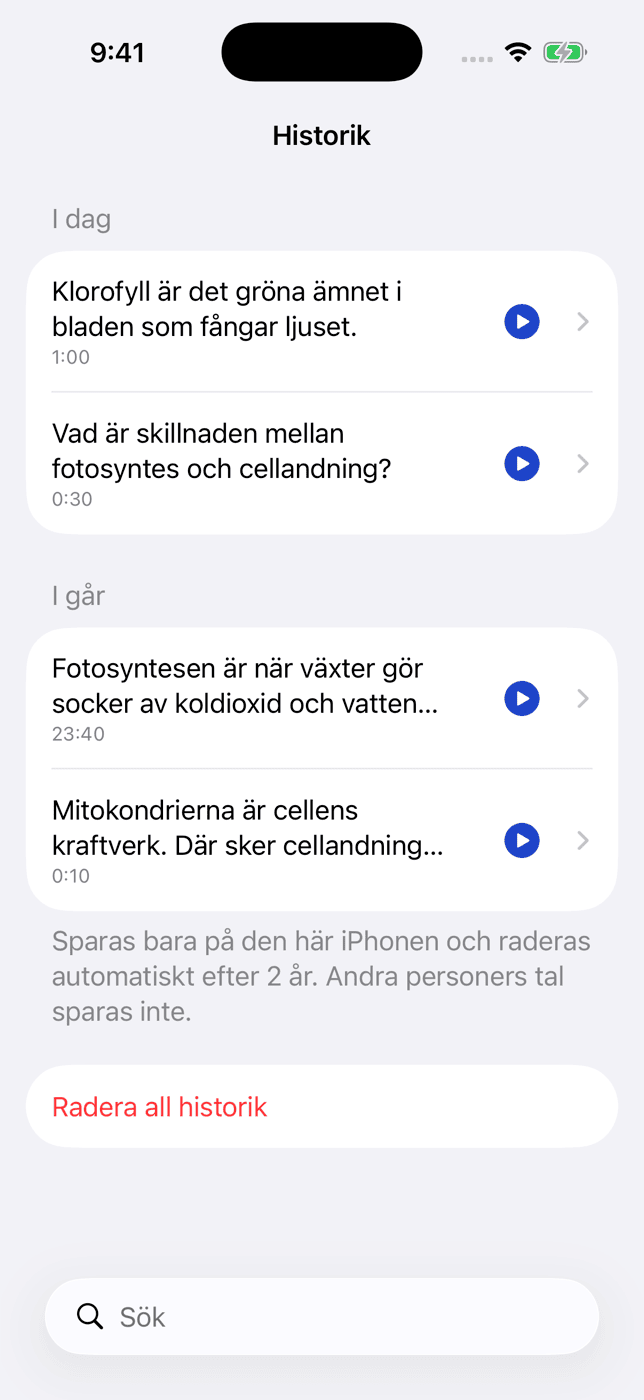 9:41
Historik
I dag
Klorofyll är det gröna ämnet i
bladen som fångar ljuset.
1:00
Vad är skillnaden mellan
fotosyntes och cellandning?
0:30
I går
Fotosyntesen är när växter gör
socker av koldioxid och vatten...
23:40
Mitokondrierna är cellens
kraftverk. Där sker cellandning...
0:10
Sparas bara på den här iPhonen och raderas
automatiskt efter 2 år. Andra personers tal
sparas inte.
Radera all historik
Sök